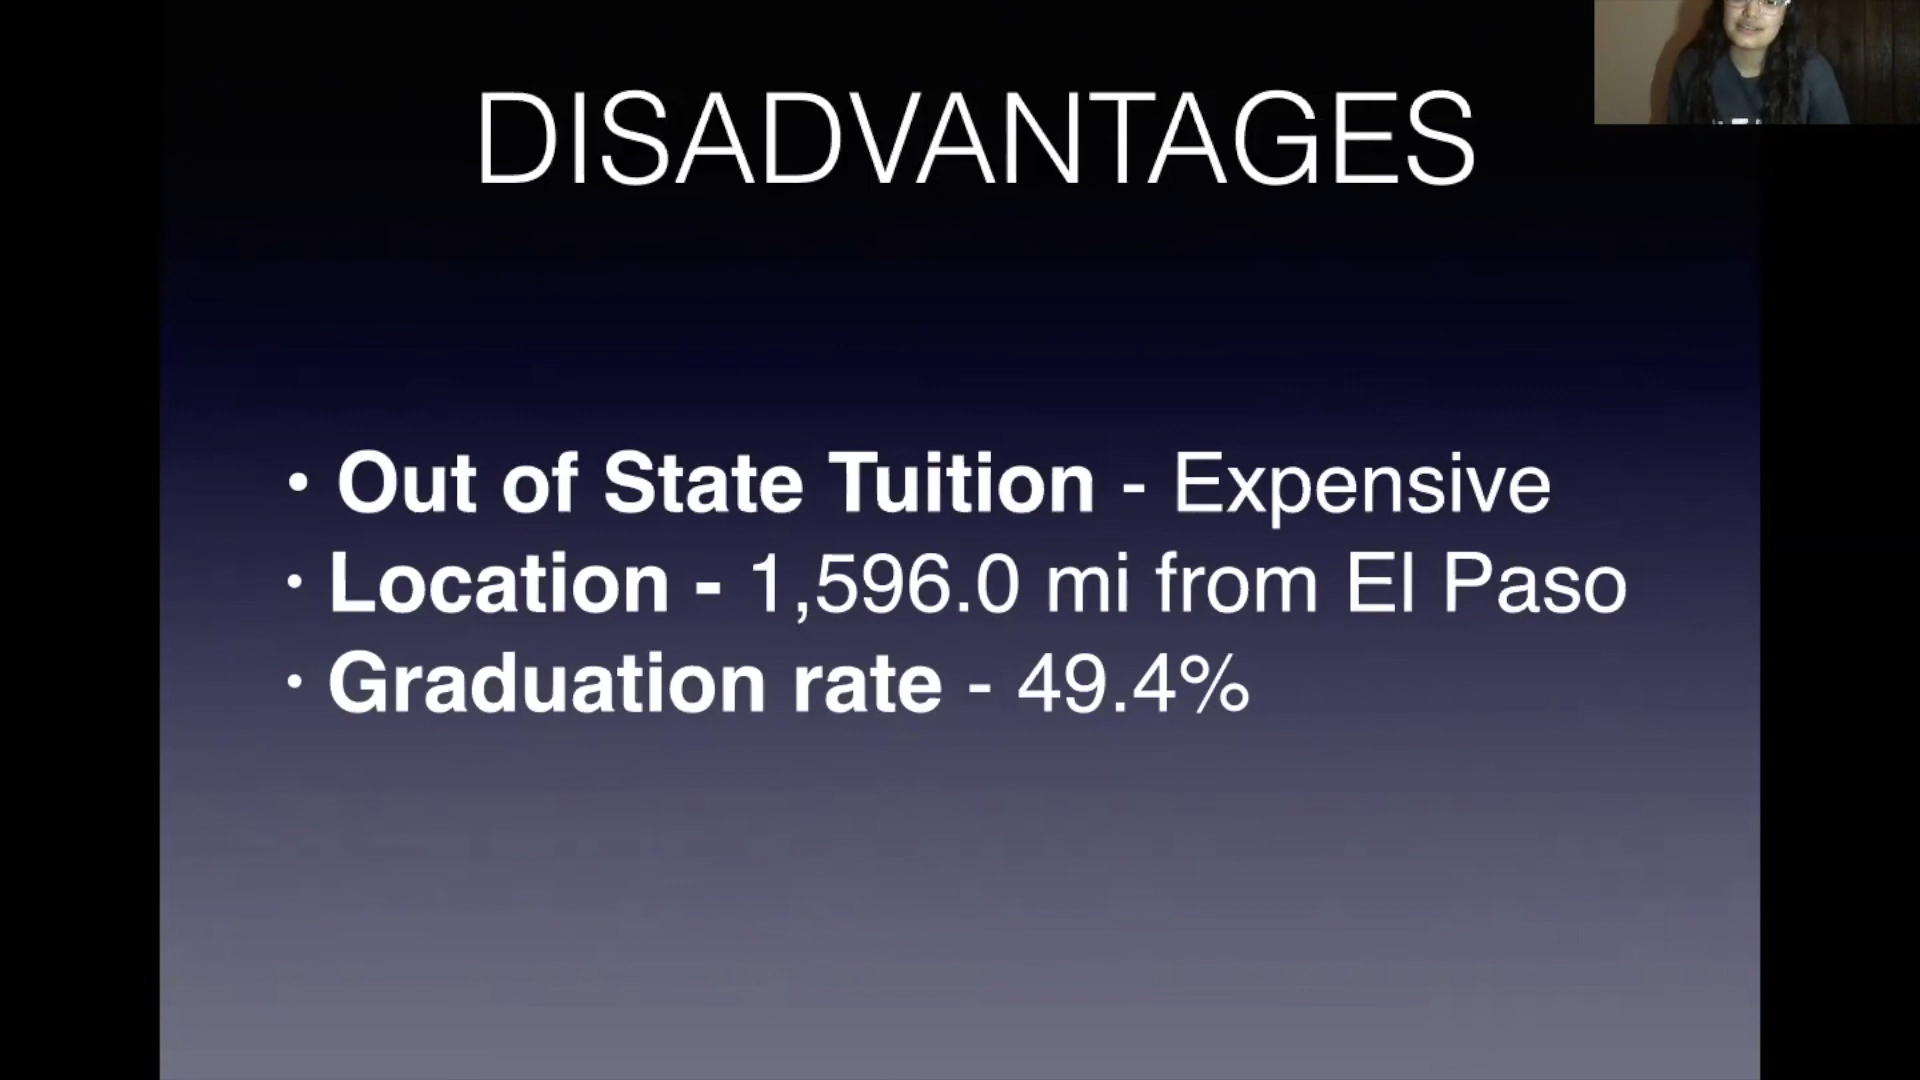 DISADVANTAGES
• Out of State Tuition - Expensive
• Location - 1,596.0 mi from El Paso
• Graduation rate - 49.4%